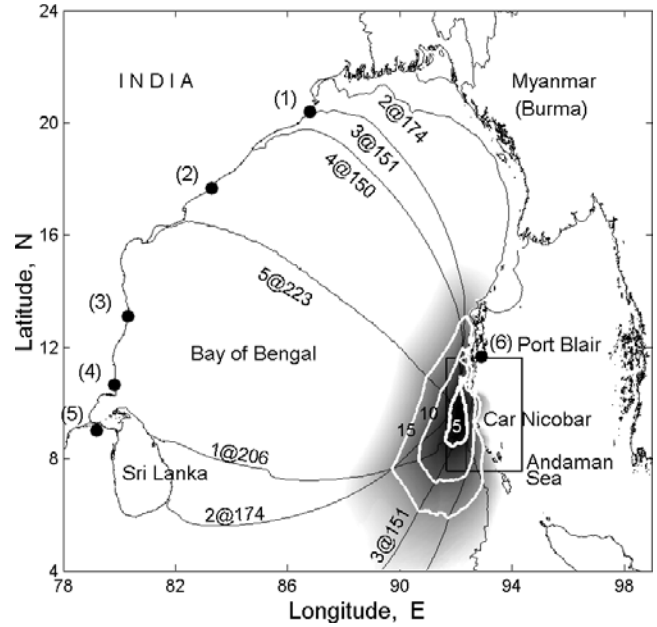 24
20
16
12
8
4
78
82
86
90
94
98
Latitude, N
Longitude, E
I N D I A
Myanmar
(Burma)
(1)
2@174
3@151
4@150
(2)
5@223
(3)
(6) Port Blair
Bay of Bengal
(4)
10
15
5
Car Nicobar
(5)
1@206
Sri Lanka
Andaman
Sea
2@174
3@151